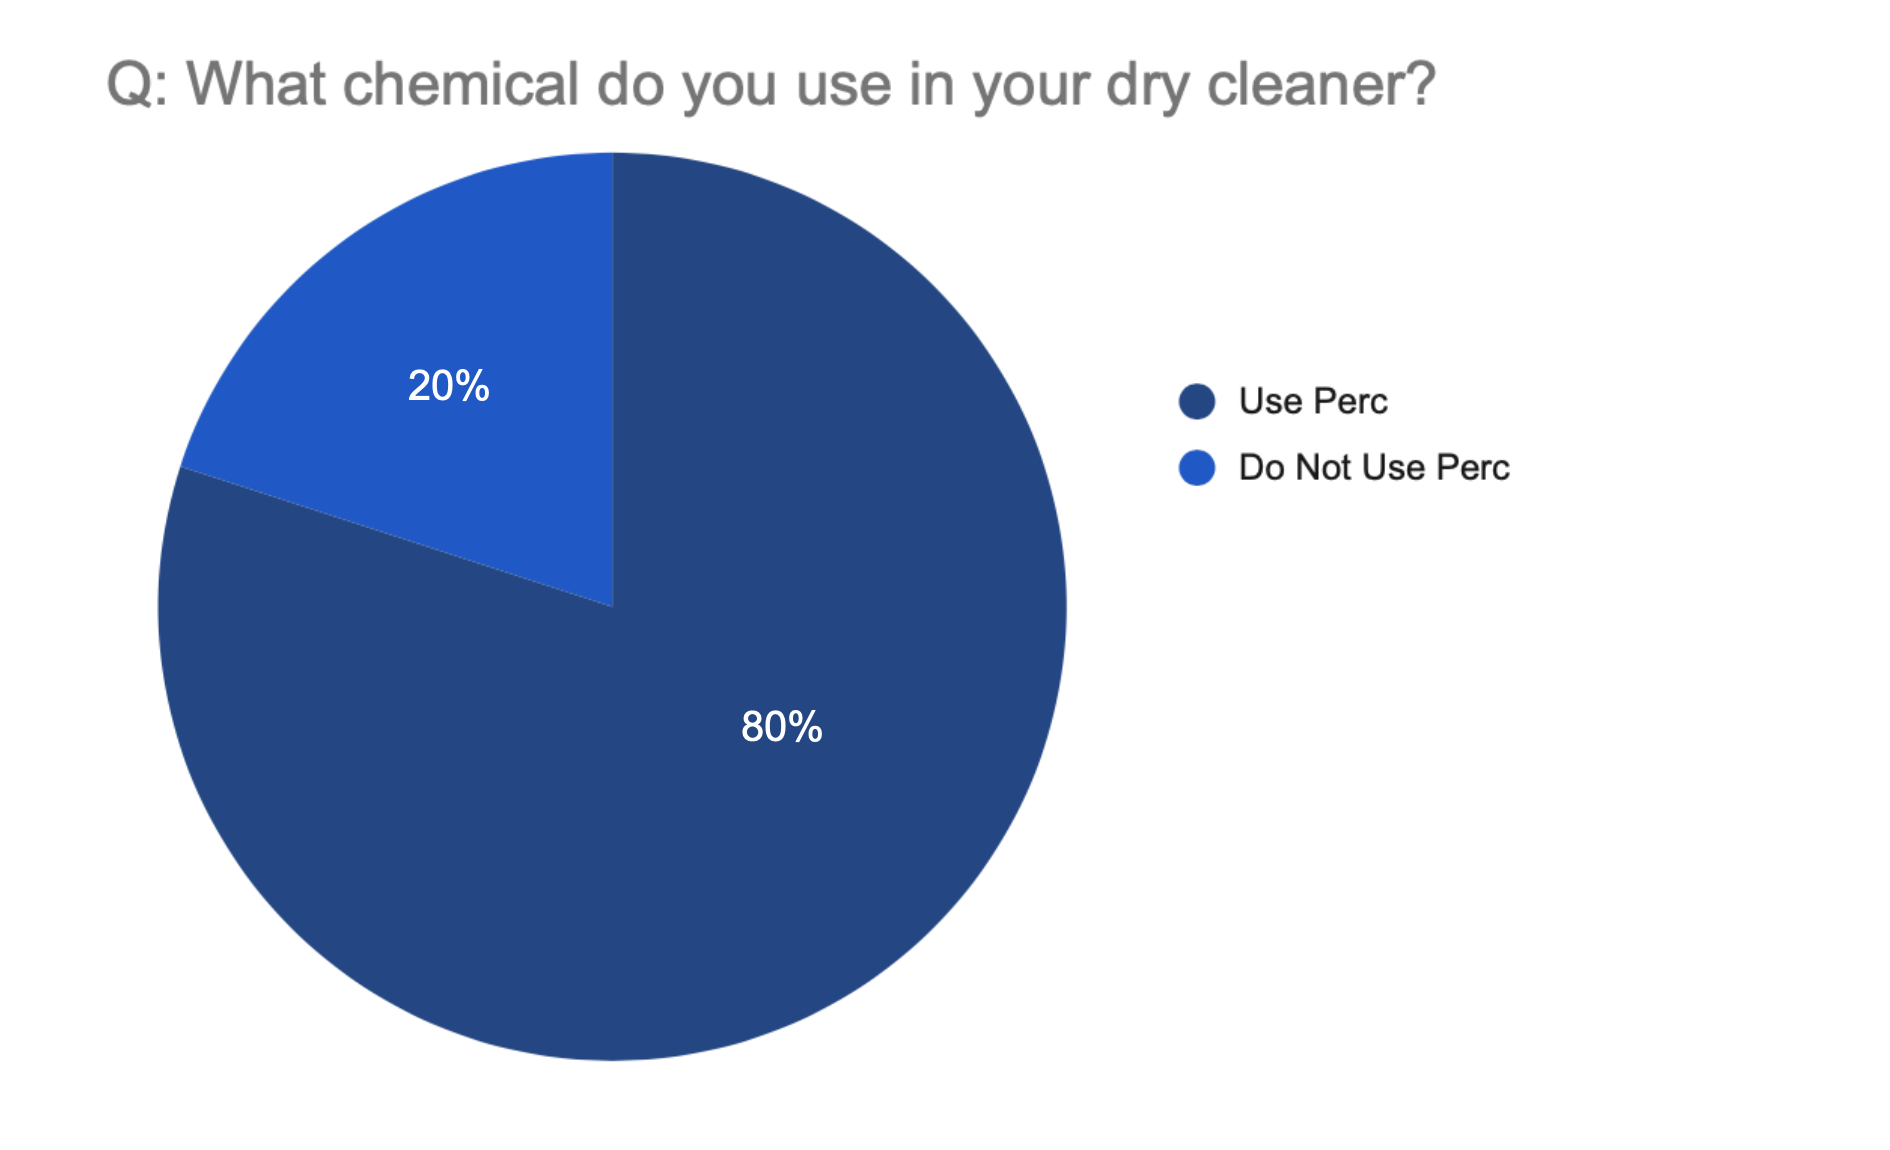 Q: What chemical do you use in your dry cleaner?
20%
Use Perc
Do Not Use Perc
80%